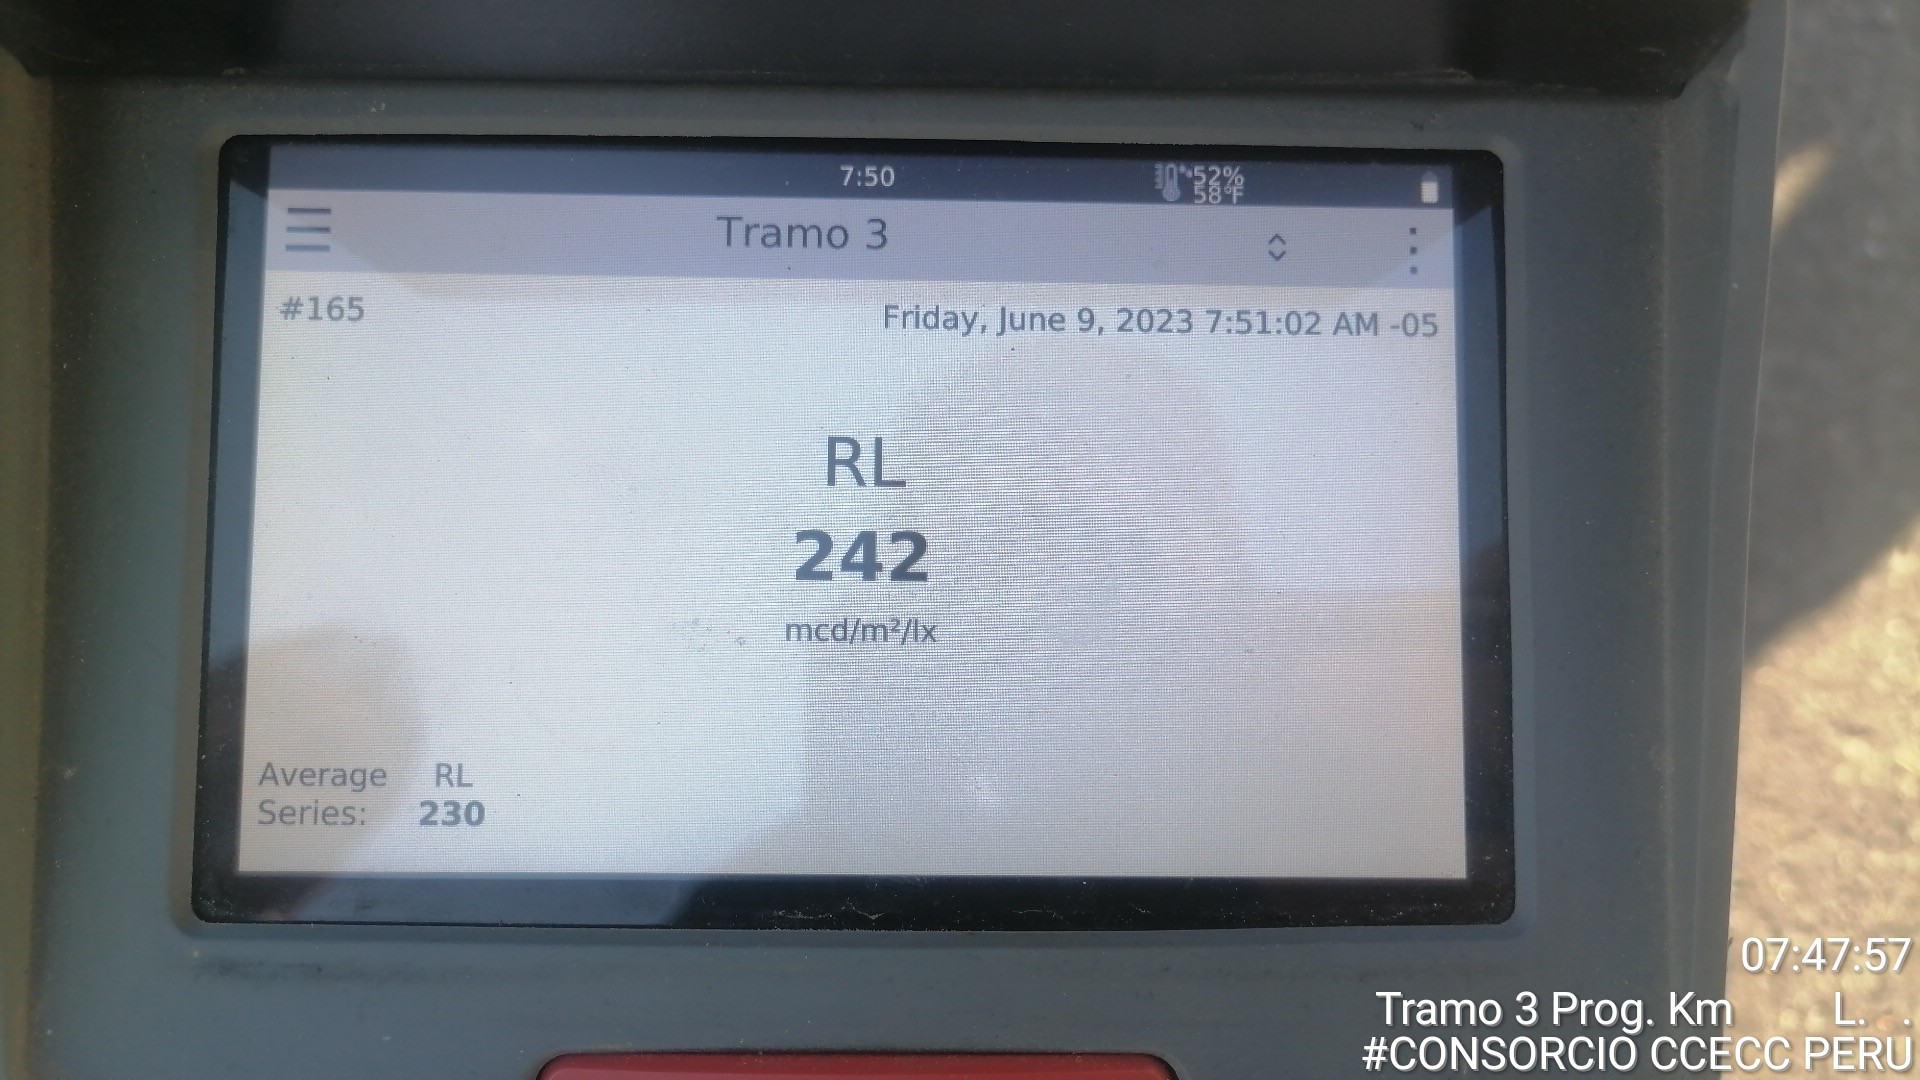 7:50
52%
58°F
Tramo 3
#165
Friday, June 9, 2023 7:51:02 AM -05
RL
242
mcd/m²/lx
Average RL
Series: 230
07:47:57
Tramo 3 Prog. Km L. .
#CONSORCIO CCECC PERU